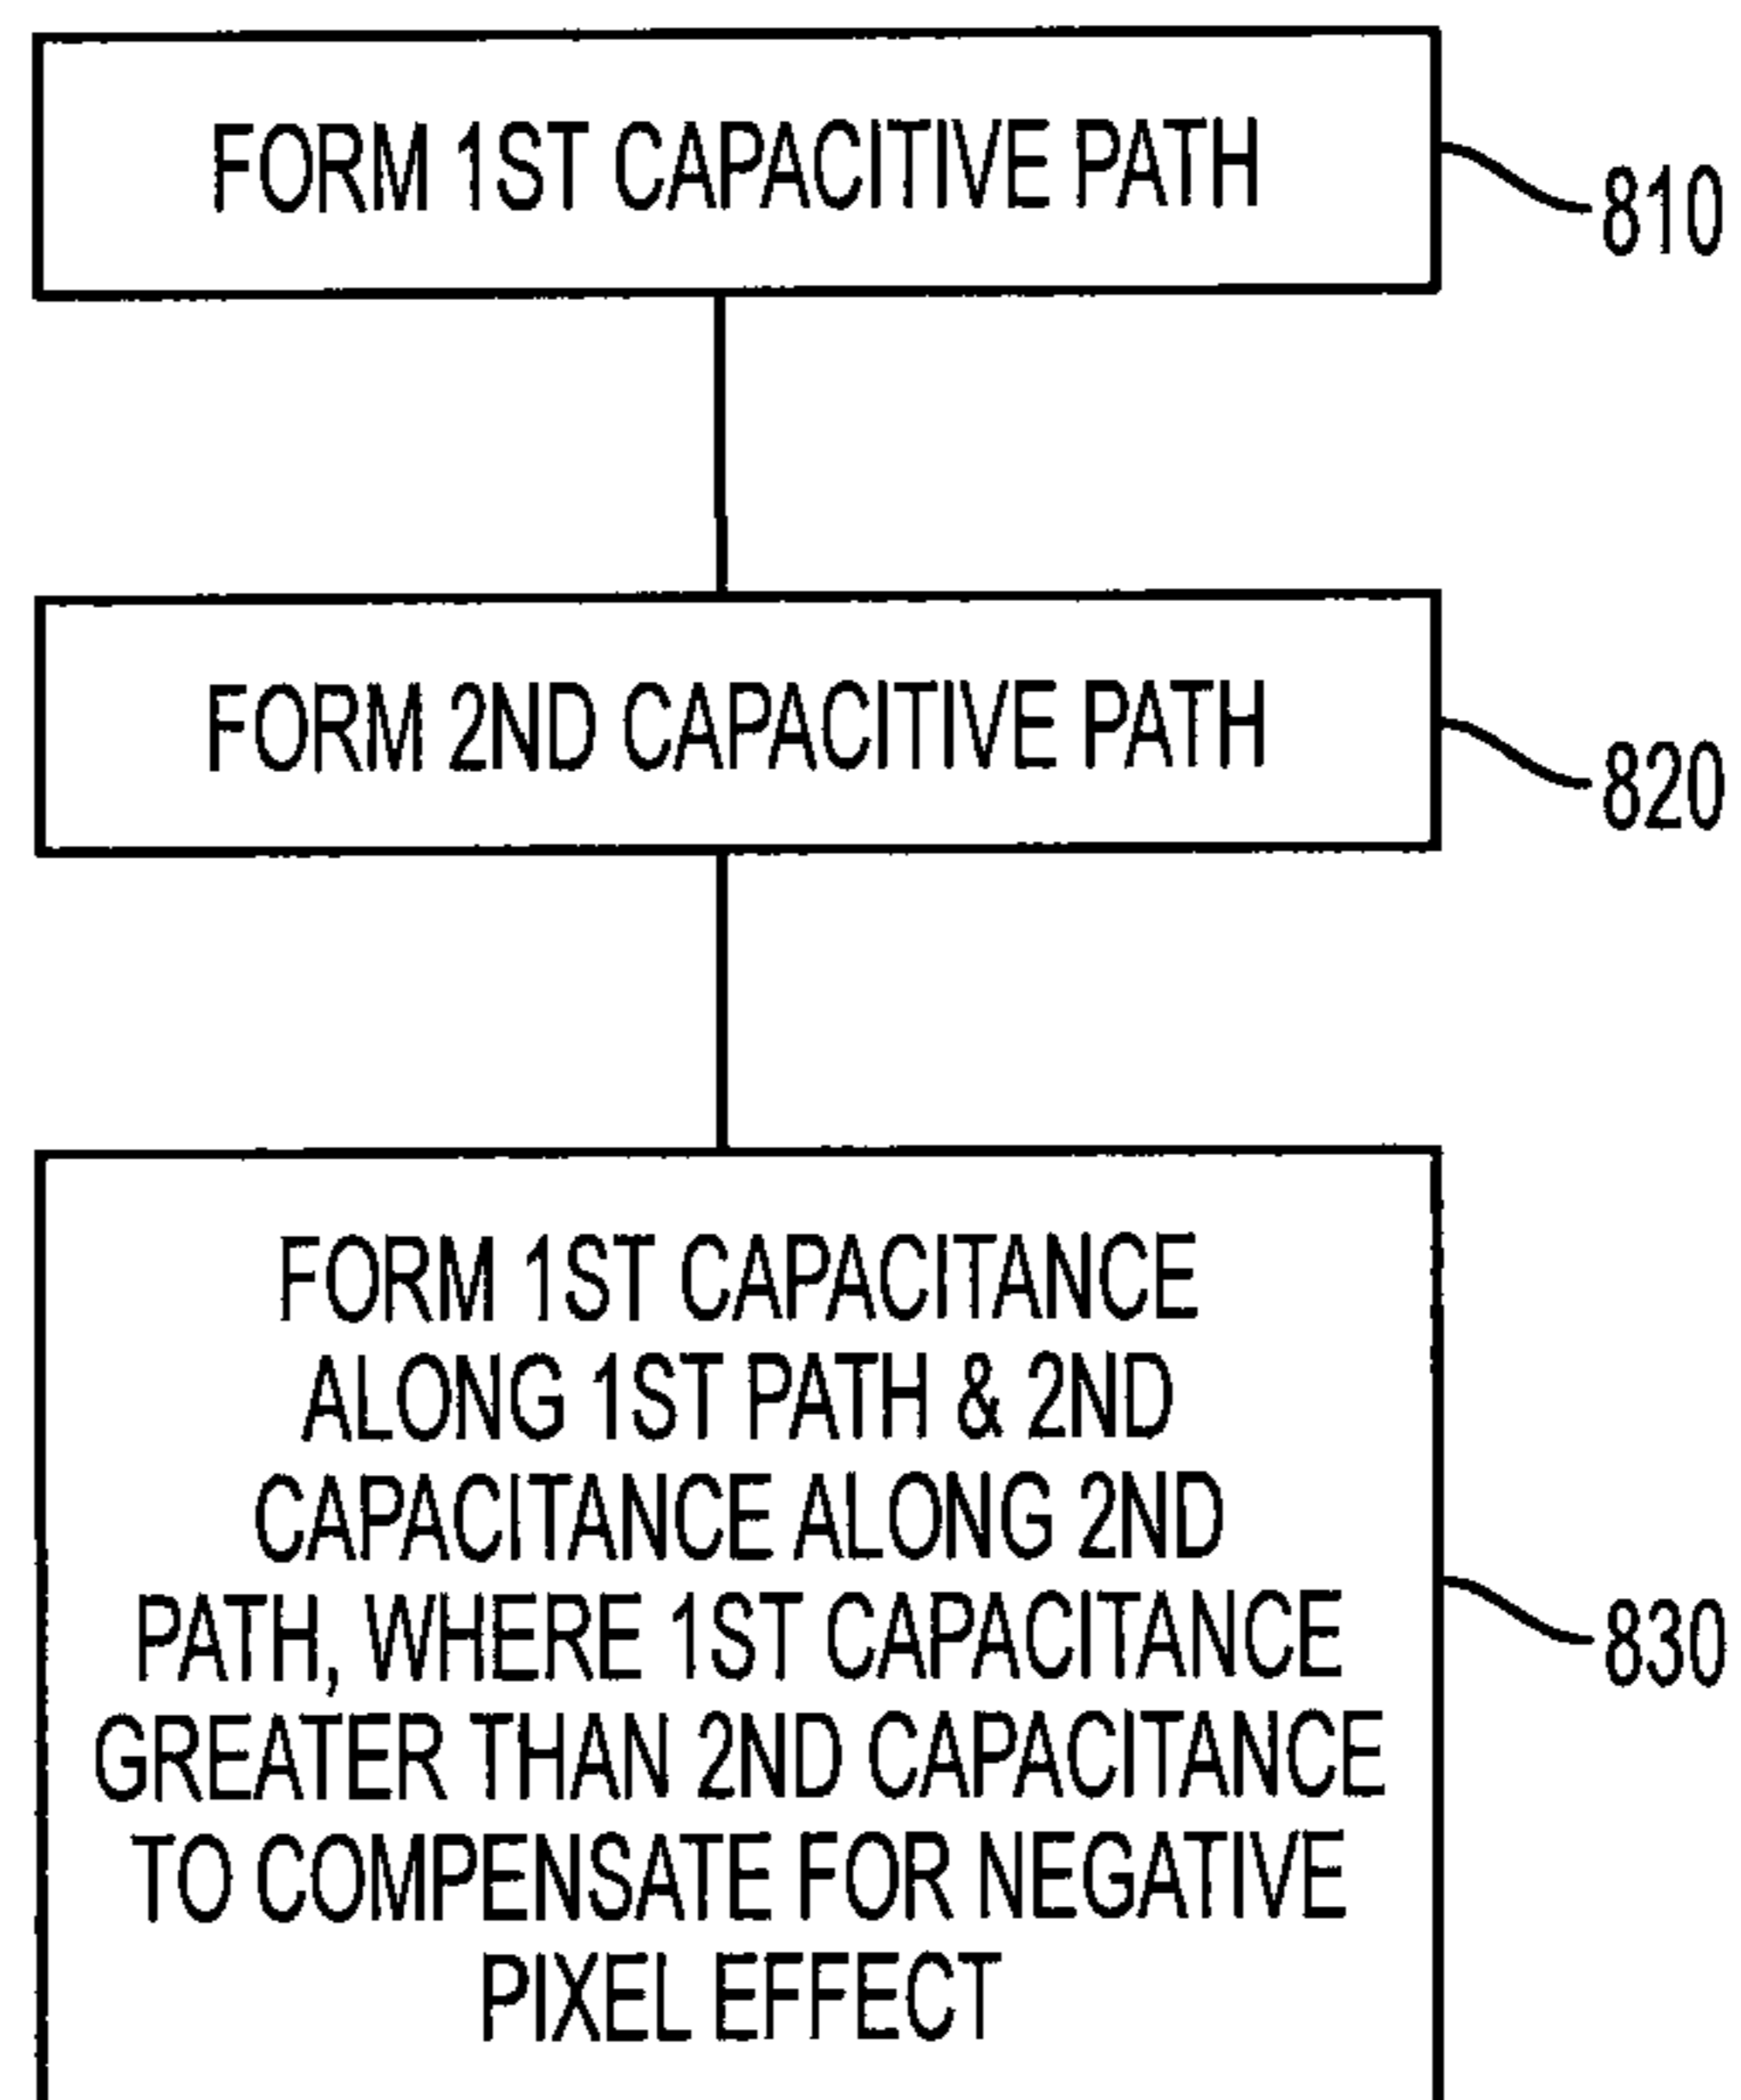 FORM 1ST CAPACITIVE PATH
810
FORM 2ND CAPACITIVE PATH
820
FORM 1ST CAPACITANCE
ALONG 1ST PATH & 2ND
CAPACITANCE ALONG 2ND
PATH, WHERE 1ST CAPACITANCE
GREATER THAN 2ND CAPACITANCE
TO COMPENSATE FOR NEGATIVE
PIXEL EFFECT
830